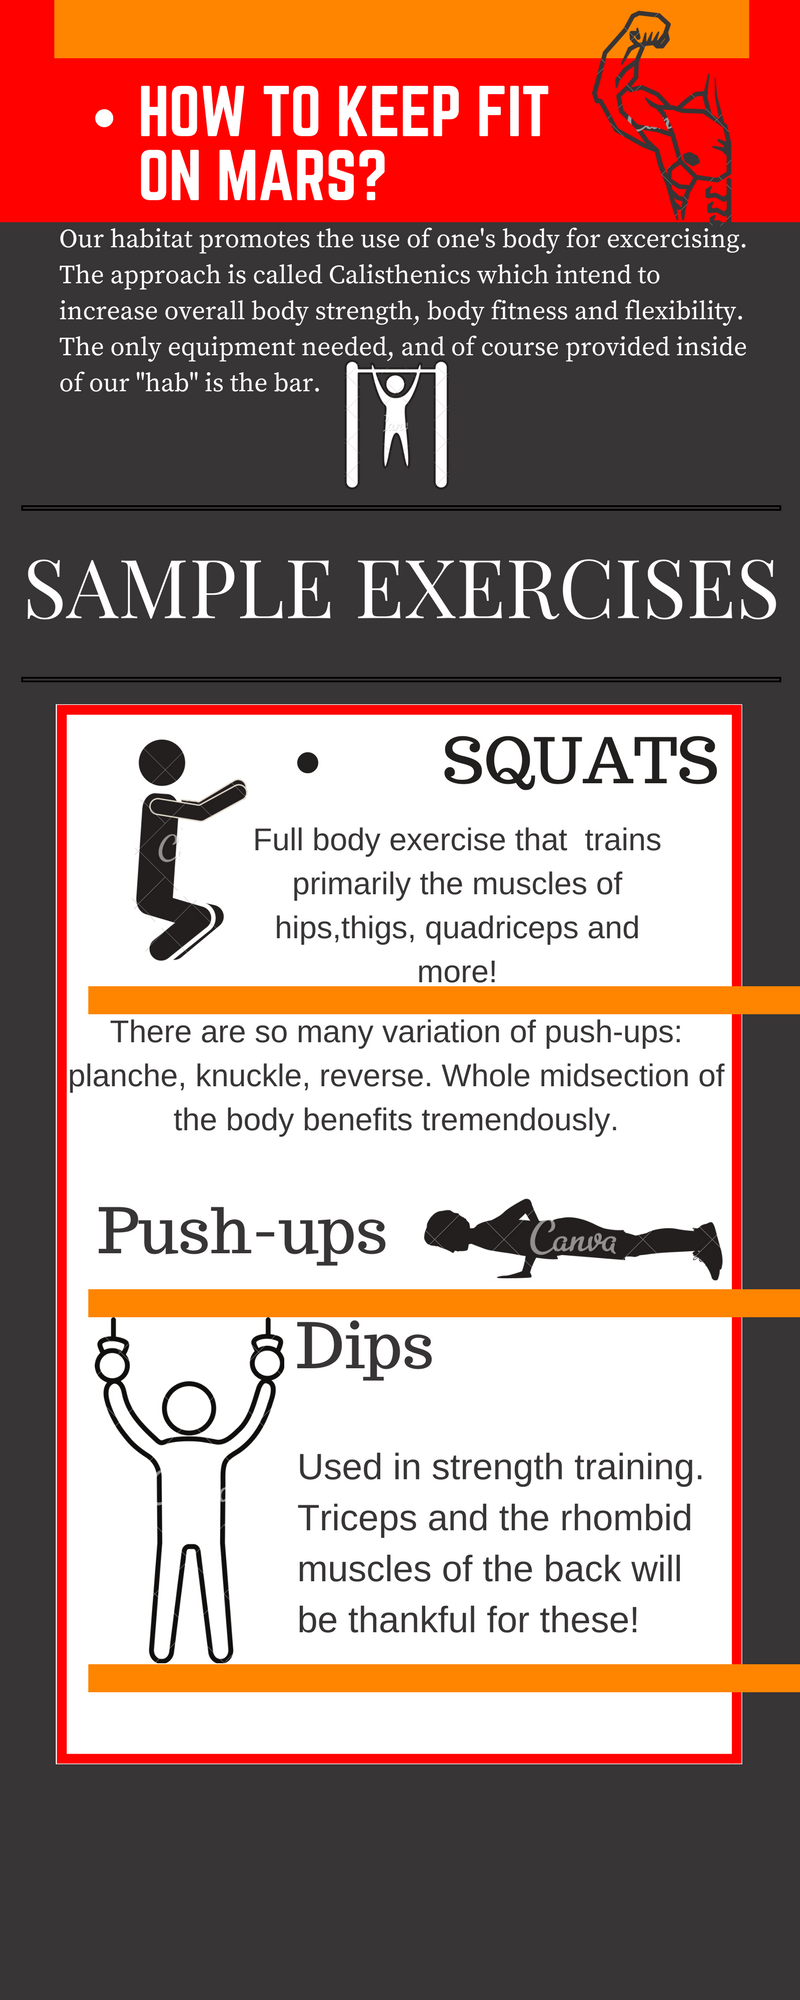 • HOW TO KEEP FIT
ON MARS?
Our habitat promotes the use of one's body for excercising.
The approach is called Calisthenics which intend to
increase overall body strength, body fitness and flexibility.
The only equipment needed, and of course provided inside
of our "hab" is the bar.
SAMPLE EXERCISES
• SQUATS
Full body exercise that  trains
primarily the muscles of
hips,thigs, quadriceps and
more!
There are so many variation of push-ups:
planche, knuckle, reverse. Whole midsection of
the body benefits tremendously.
Push-ups
Canva
Dips
Used in strength training.
Triceps and the rhombid
muscles of the back will
be thankful for these!